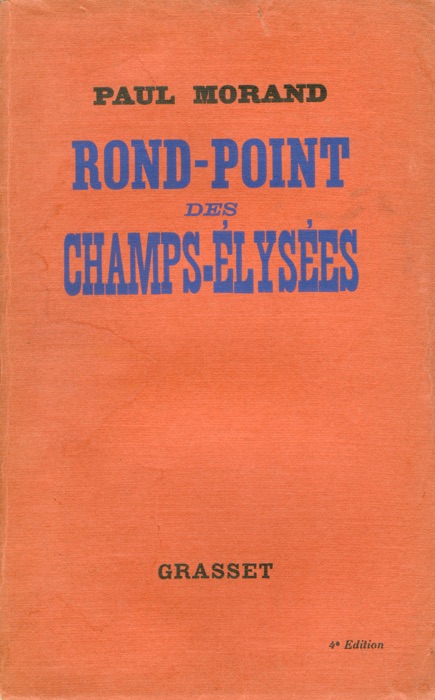 PAUL MORAND
ROND-POINT
DES
CHAMPS-ÉLYSÉES
GRASSET
4e Edition